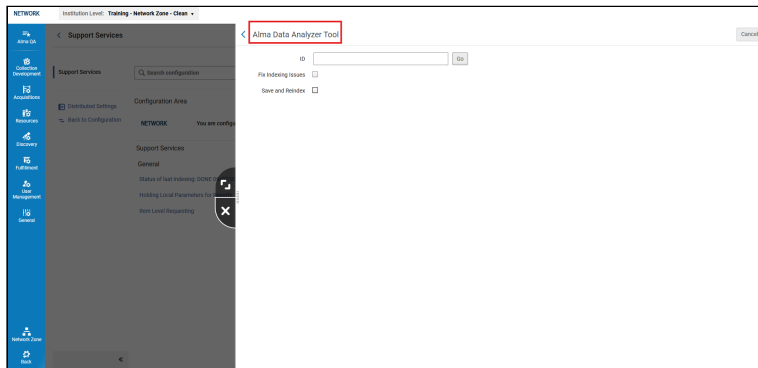 NETWORK
Institution Level: Training - Network Zone - Clean
Alma QA
Collection
Development
Acquisitions
Resources
Discovery
Fulfillment
User
Management
General
Network Zone
Back
Support Services
Support Services
Distributed Settings
Back to Configuration
Search configuration
Configuration Area
NETWORK You are configu
Support Services
General
Status of last indexing: DONE
Holding Local Parameters for
Item Level Requesting
Alma Data Analyzer Tool
Cancel
ID
Go
Fix Indexing Issues
Save and Reindex